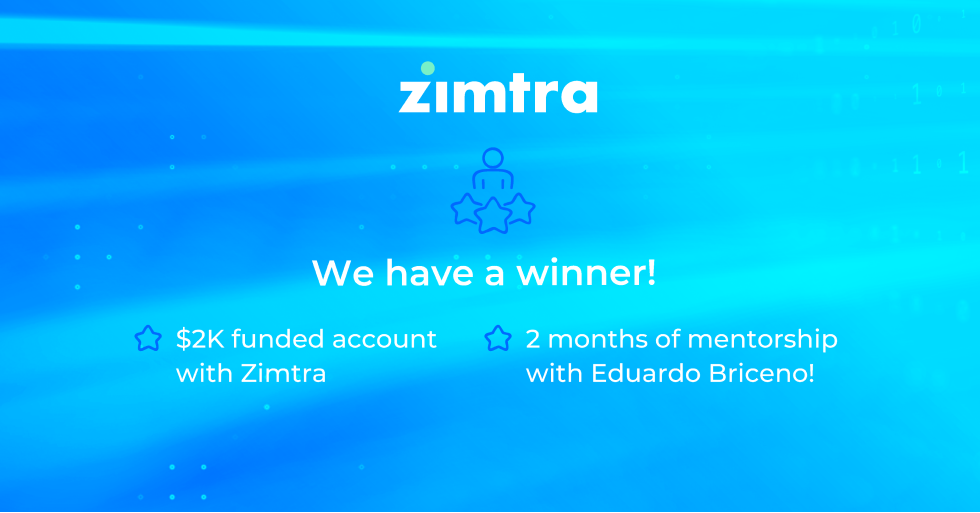 zimtra
We have a winner!
$2K funded account
with Zimtra
2 months of mentorship
with Eduardo Briceno!